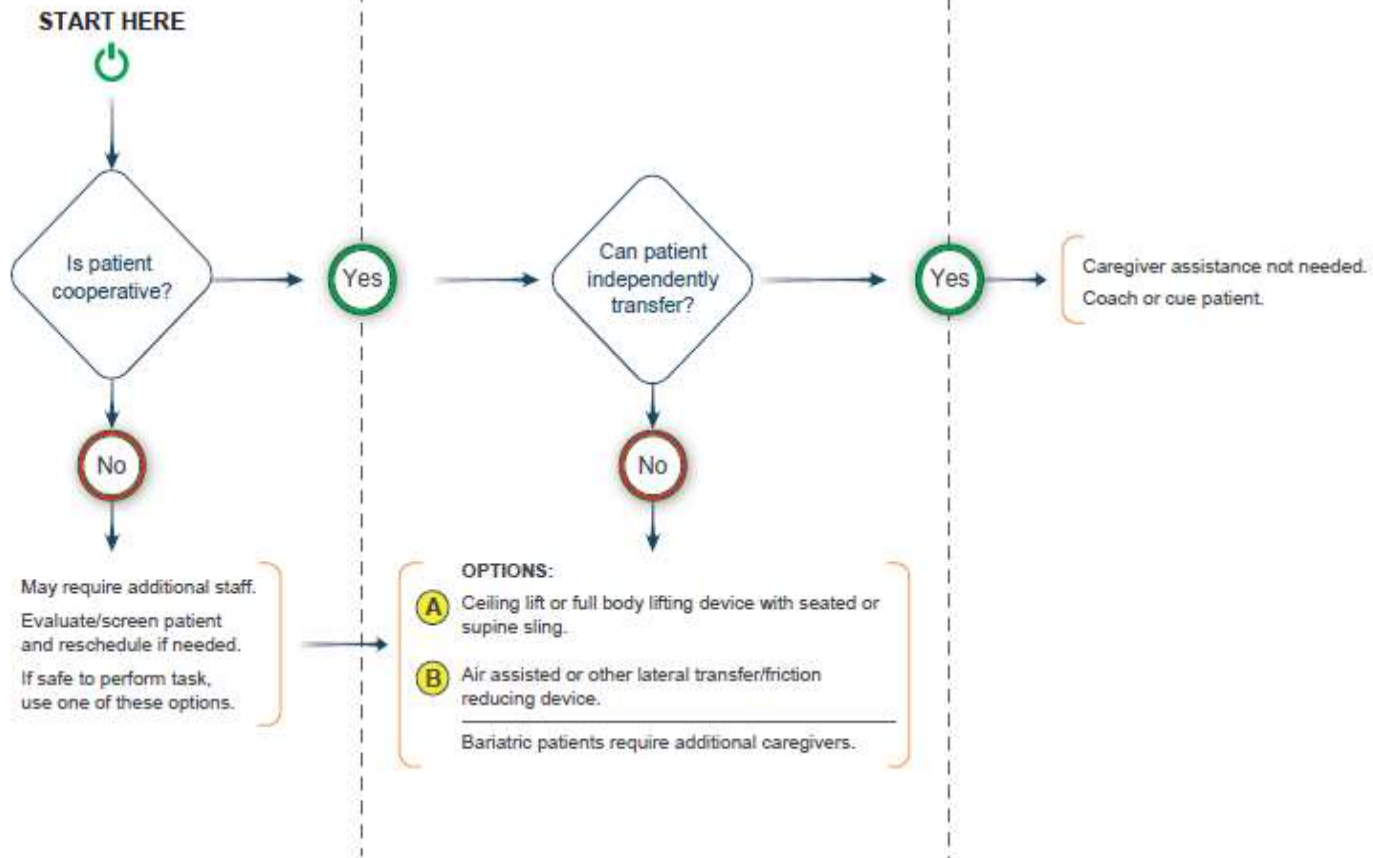 START HERE
Is patient
cooperative?
Yes
Can patient
independently
transfer?
Yes
Caregiver assistance not needed.
Coach or cue patient.
No
No
May require additional staff.
Evaluate/screen patient
and reschedule if needed.
If safe to perform task,
use one of these options.
OPTIONS:
A Ceiling lift or full body lifting device with seated or
supine sling.
B Air assisted or other lateral transfer/friction
reducing device.
Bariatric patients require additional caregivers.